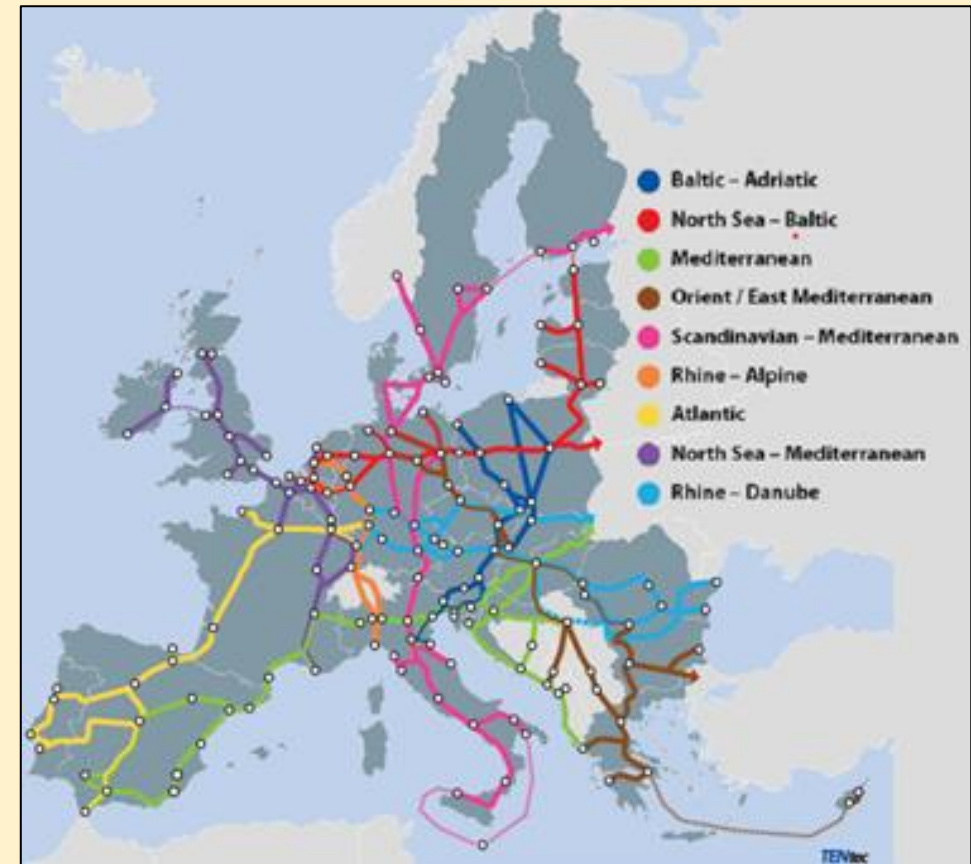 Baltic – Adriatic
North Sea – Baltic
Mediterranean
Orient / East Mediterranean
Scandinavian – Mediterranean
Rhine – Alpine
Atlantic
North Sea – Mediterranean
Rhine – Danube
TENtec